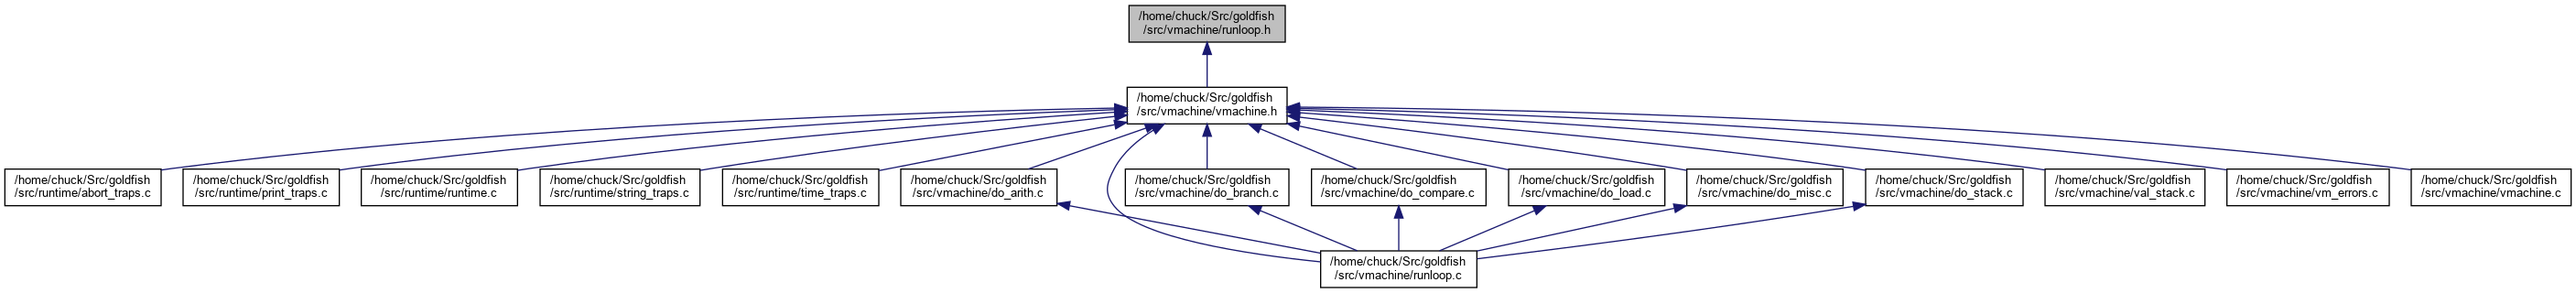 /home/chuck/Src/goldfish
/src/vmachine/runloop.h
/home/chuck/Src/goldfish
/src/vmachine/vmachine.h
/home/chuck/Src/goldfish
/src/runtime/abort_traps.c
/home/chuck/Src/goldfish
/src/runtime/print_traps.c
/home/chuck/Src/goldfish
/src/runtime/runtime.c
/home/chuck/Src/goldfish
/src/runtime/string_traps.c
/home/chuck/Src/goldfish
/src/runtime/time_traps.c
/home/chuck/Src/goldfish
/src/vmachine/do_arith.c
/home/chuck/Src/goldfish
/src/vmachine/do_branch.c
/home/chuck/Src/goldfish
/src/vmachine/do_compare.c
/home/chuck/Src/goldfish
/src/vmachine/do_load.c
/home/chuck/Src/goldfish
/src/vmachine/do_misc.c
/home/chuck/Src/goldfish
/src/vmachine/do_stack.c
/home/chuck/Src/goldfish
/src/vmachine/val_stack.c
/home/chuck/Src/goldfish
/src/vmachine/vm_errors.c
/home/chuck/Src/goldfish
/src/vmachine/vmachine.c
/home/chuck/Src/goldfish
/src/vmachine/runloop.c